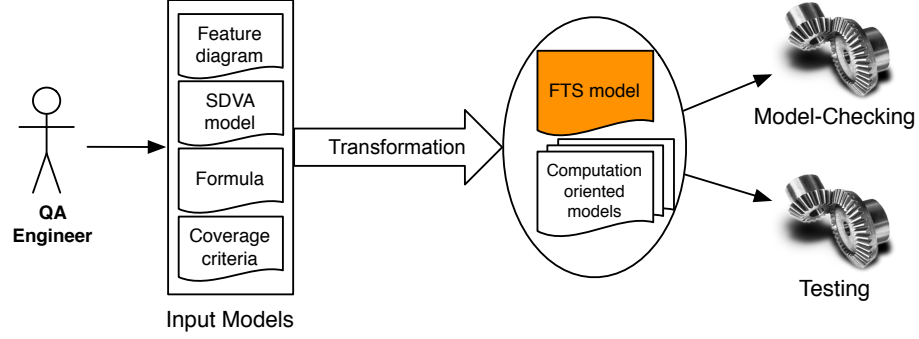 QA
Engineer
Feature
diagram
SDVA
model
Formula
Coverage
criteria
Input Models
Transformation
FTS model
Computation
oriented
models
Model-Checking
Testing